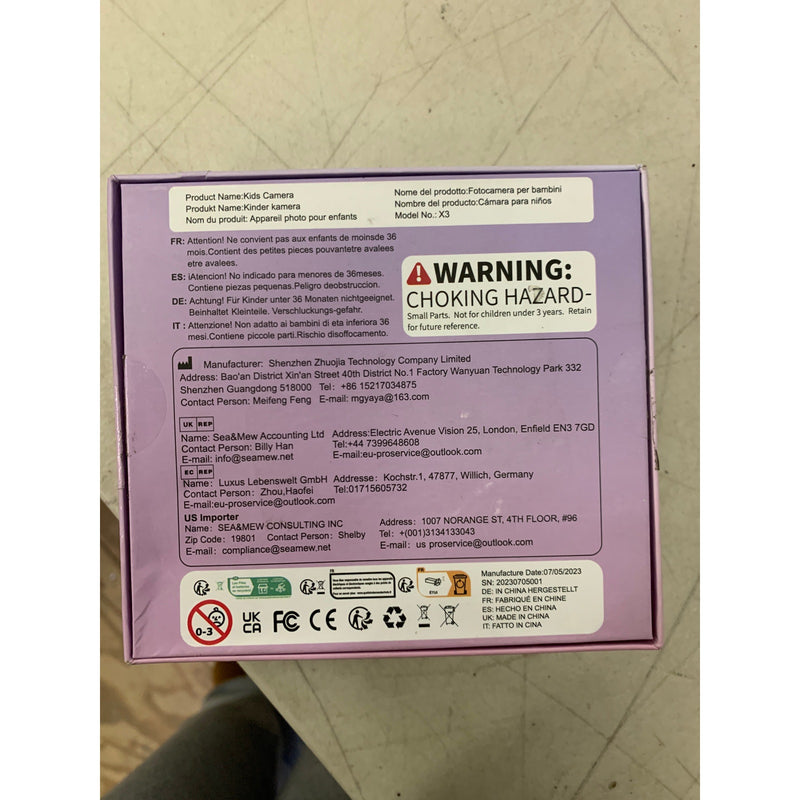 Product Name:Kids Camera
Produkt Name:Kinder kamera
Nom du produit: Appareil photo pour enfants
Nome del prodotto:Fotocamera per bambini
Nombre del producto:Cámara para niños
Model No.: X3
FR: Attention! Ne convient pas aux enfants de moinsde 36
mois.Contient des petites pieces pouvantetre avalees
etre avalees.
ES: ¡Atencion! No indicado para menores de 36meses.
Contiene piezas pequenas.Peligro deobstruccion.
DE: Achtung! Für Kinder unter 36 Monaten nichtgeeignet.
Beinhaltet Kleinteile. Verschluckungs-gefahr.
IT : Attenzione! Non adatto ai bambini di eta inferiora 36
mesi.Contiene piccole parti.Rischio disoffocamento.
WARNING:
CHOKING HAZARD-
Small Parts. Not for children under 3 years. Retain
for future reference.
Manufacturer: Shenzhen Zhuojia Technology Company Limited
Address: Bao'an District Xin'an Street 40th District No.1 Factory Wanyuan Technology Park 332
Shenzhen Guangdong 518000 Tel: +86 15217034875
Contact Person: Meifeng Feng E-mail: mgyaya@163.com
UK REP
Name: Sea&Mew Accounting Ltd Address:Electric Avenue Vision 25, London, Enfield EN3 7GD
Contact Person: Billy Han Tel:+44 7399648608
E-mail: info@seamew.net E-mail:eu-proservice@outlook.com
EC REP
Name: Luxus Lebenswelt GmbH Addresse: Kochstr.1, 47877, Willich, Germany
Contact Person: Zhou,Haofei Tel:01715605732
E-mail:eu-proservice@outlook.com
US Importer
Name: SEA&MEW CONSULTING INC Address: 1007 NORANGE ST, 4TH FLOOR, #96
Zip Code: 19801 Contact Person: Shelby Tel: +(001)3134133043
E-mail: compliance@seamew.net E-mail: us proservice@outlook.com
FR
FR
0-3
UK
CA
FC
CE
Manufacture Date:07/05/2023
SN: 20230705001
DE: IN CHINA HERGESTELLT
FR: FABRIQUÉ EN CHINE
ES: HECHO EN CHINA
UK: MADE IN CHINA
IT: FATTO IN CINA